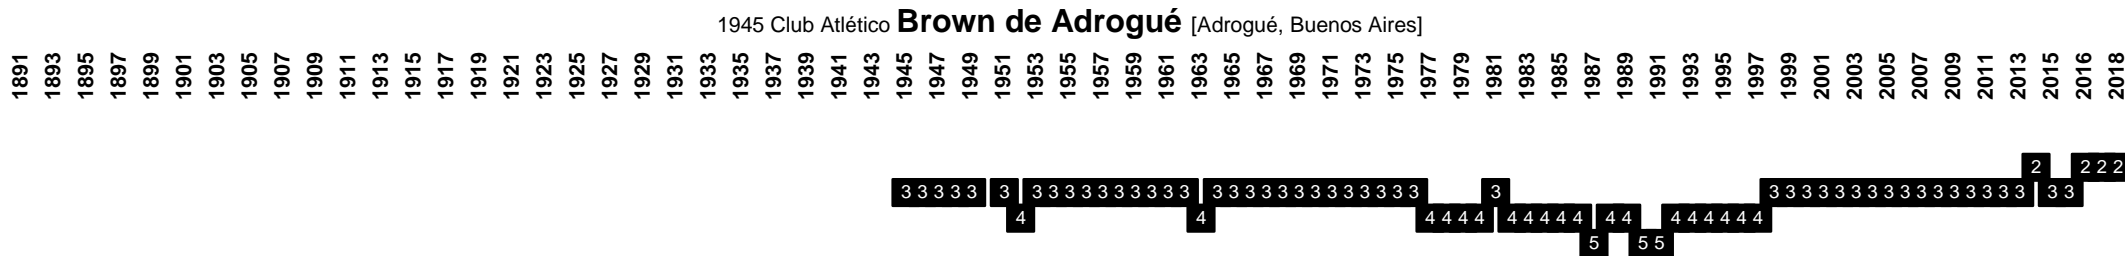 1945 Club Atlético Brown de Adrogué [Adrogué, Buenos Aires]
1891 1893 1895 1897 1899 1901 1903 1905 1907 1909 1911 1913 1915 1917 1919 1921 1923 1925 1927 1929 1931 1933 1935 1937 1939 1941 1943 1945 1947 1949 1951 1953 1955 1957 1959 1961 1963 1965 1967 1969 1971 1973 1975 1977 1979 1981 1983 1985 1987 1989 1991 1993 1995 1997 1999 2001 2003 2005 2007 2009 2011 2013 2015 2016 2018
2 2 2 2
3 3 3 3 3 3 3 3 3 3 3 3 3 3 3 3 3 3 3 3 3 3 3 3 3 3 3 3 3 3 3 3 3 3 3 3 3 3 3 3 3 3 3 3 3 3 3 3
4 4 4 4 4 4 4 4 4 4 4 4 4 4 4 4 4 4 4
5 5 5